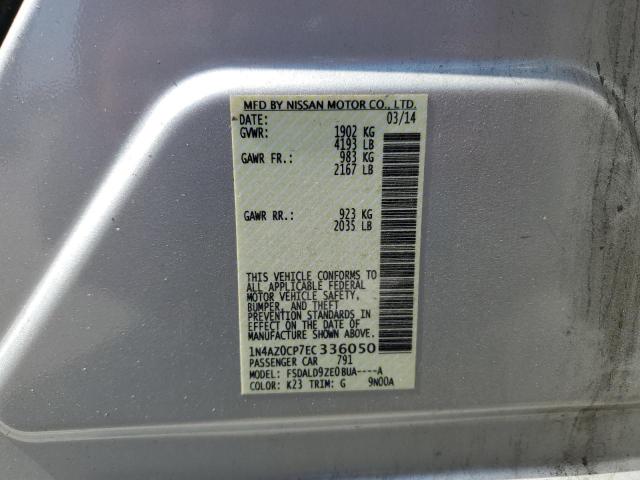 MFD BY NISSAN MOTOR CO., LTD.
DATE: 03/14
GVWR: 1902 KG
4193 LB
GAWR FR.: 983 KG
2167 LB
GAWR RR.: 923 KG
2035 LB
THIS VEHICLE CONFORMS TO
ALL APPLICABLE FEDERAL
MOTOR VEHICLE SAFETY,
BUMPER, AND THEFT
PREVENTION STANDARDS IN
EFFECT ON THE DATE OF
MANUFACTURE SHOWN ABOVE.
1N4AZ0CP7EC336050
PASSENGER CAR 791
MODEL: FSDALD9ZE0BUA----A
COLOR: K23 TRIM: G 9N00A